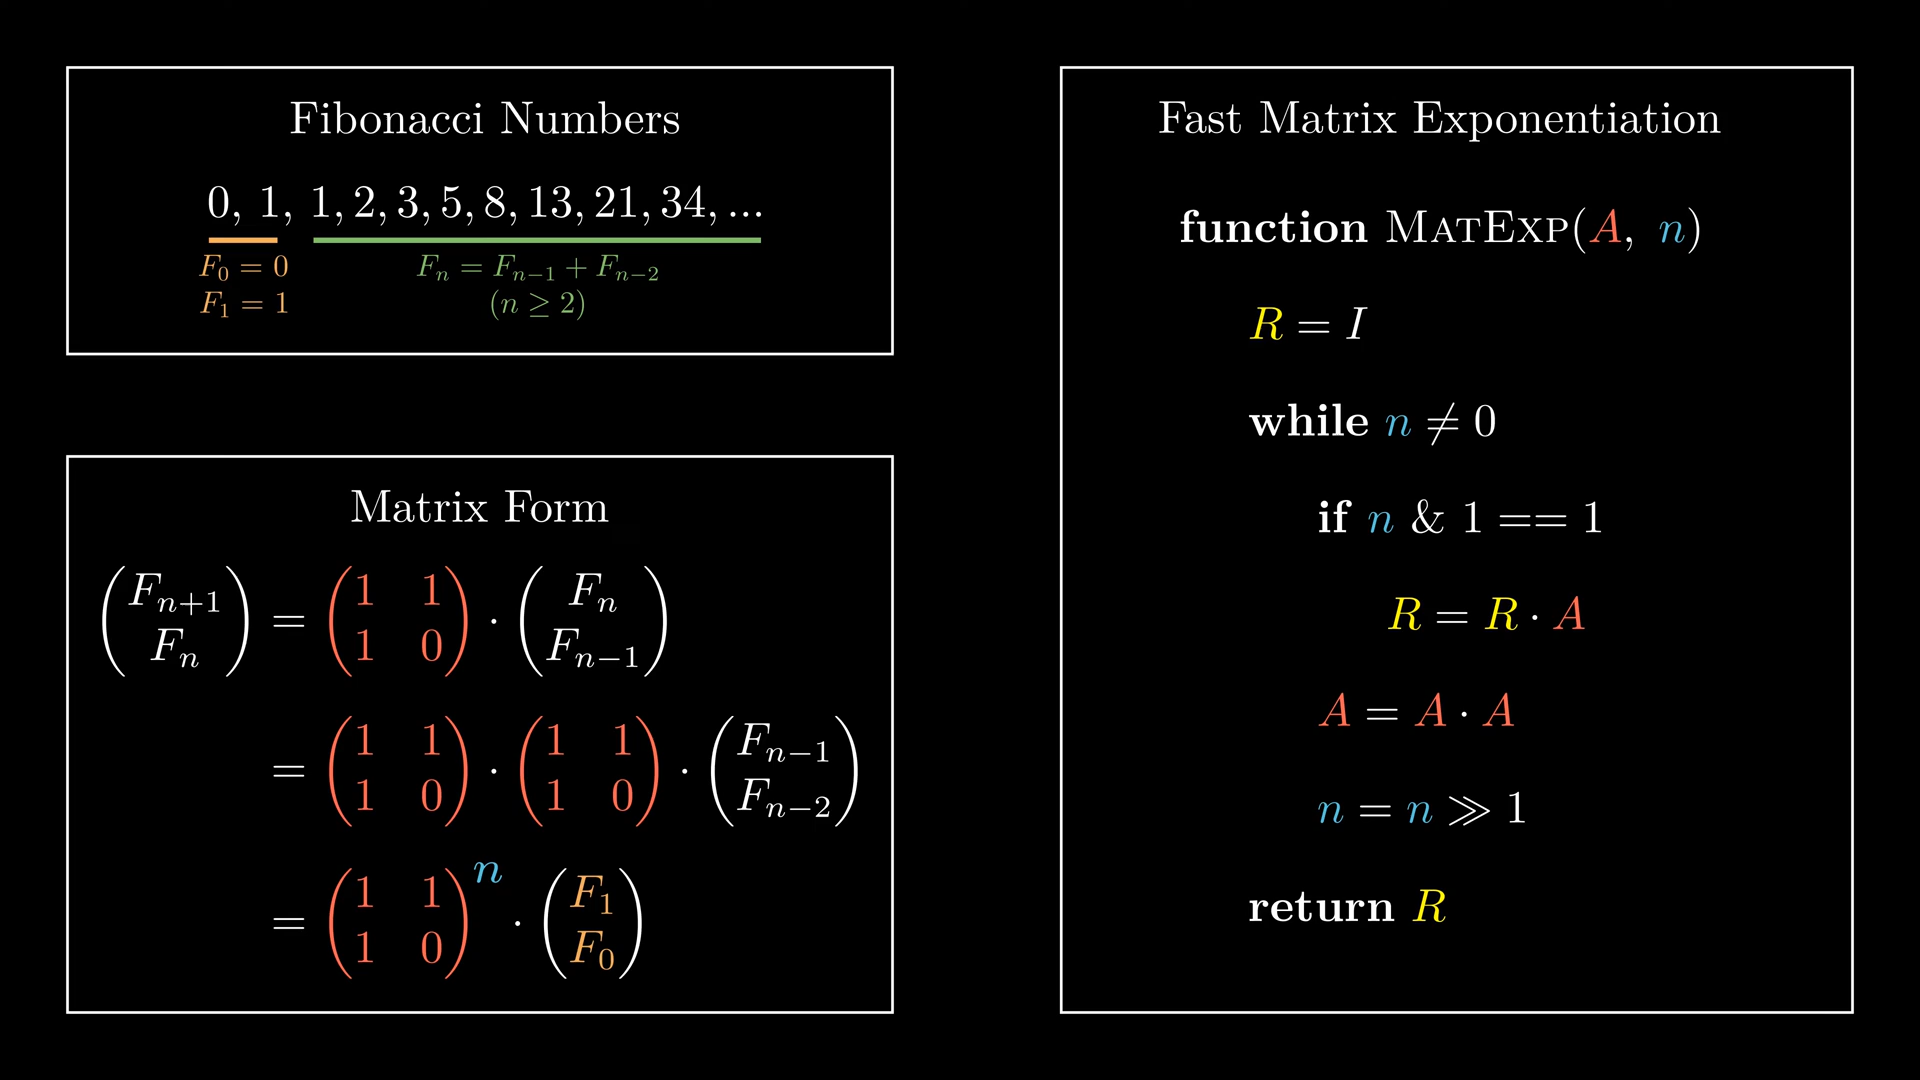 Fibonacci Numbers
0, 1, 1, 2, 3, 5, 8, 13, 21, 34, ...
F₀ = 0
F₁ = 1
Fₙ = Fₙ₋₁ + Fₙ₋₂
(n ≥ 2)
Matrix Form
(Fₙ₊₁ Fₙ) = (1 1 1 0) · (Fₙ Fₙ₋₁)
= (1 1 1 0) · (1 1 1 0) · (Fₙ₋₁ Fₙ₋₂)
= (1 1 1 0)ⁿ · (F₁ F₀)
Fast Matrix Exponentiation
function MatExp(A, n)
R = I
while n ≠ 0
if n & 1 == 1
R = R · A
A = A · A
n = n ≫ 1
return R